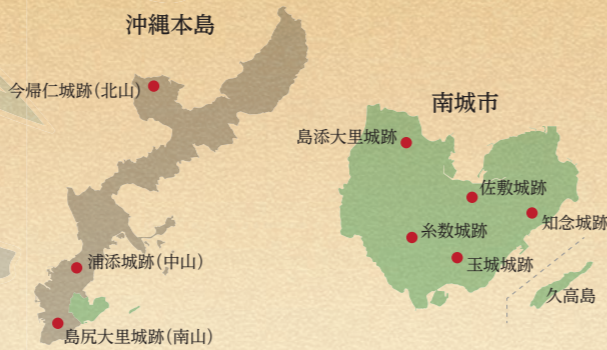 沖縄本島
今帰仁城跡(北山)
浦添城跡(中山)
島尻大里城跡(南山)
南城市
島添大里城跡
佐敷城跡
知念城跡
糸数城跡
玉城城跡
久高島